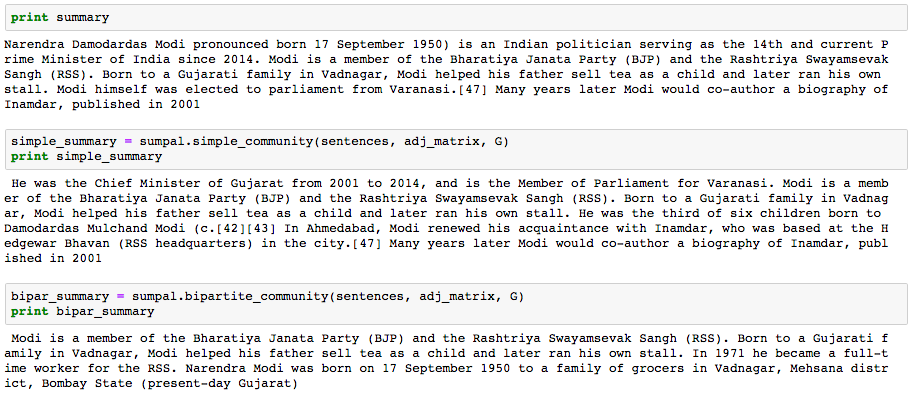 print summary
Narendra Damodardas Modi pronounced born 17 September 1950) is an Indian politician serving as the 14th and current P
rime Minister of India since 2014. Modi is a member of the Bharatiya Janata Party (BJP) and the Rashtriya Swayamsevak
Sangh (RSS). Born to a Gujarati family in Vadnagar, Modi helped his father sell tea as a child and later ran his own
stall. Modi himself was elected to parliament from Varanasi.[47] Many years later Modi would co-author a biography of
Inamdar, published in 2001
simple_summary = sumpal.simple_community(sentences, adj_matrix, G)
print simple_summary
He was the Chief Minister of Gujarat from 2001 to 2014, and is the Member of Parliament for Varanasi. Modi is a memb
er of the Bharatiya Janata Party (BJP) and the Rashtriya Swayamsevak Sangh (RSS). Born to a Gujarati family in Vadnag
ar, Modi helped his father sell tea as a child and later ran his own stall. He was the third of six children born to
Damodardas Mulchand Modi (c.[42][43] In Ahmedabad, Modi renewed his acquaintance with Inamdar, who was based at the H
edgewar Bhavan (RSS headquarters) in the city.[47] Many years later Modi would co-author a biography of Inamdar, publ
ished in 2001
bipar_summary = sumpal.bipartite_community(sentences, adj_matrix, G)
print bipar_summary
Modi is a member of the Bharatiya Janata Party (BJP) and the Rashtriya Swayamsevak Sangh (RSS). Born to a Gujarati f
amily in Vadnagar, Modi helped his father sell tea as a child and later ran his own stall. In 1971 he became a full-t
ime worker for the RSS. Narendra Modi was born on 17 September 1950 to a family of grocers in Vadnagar, Mehsana distr
ict, Bombay State (present-day Gujarat)